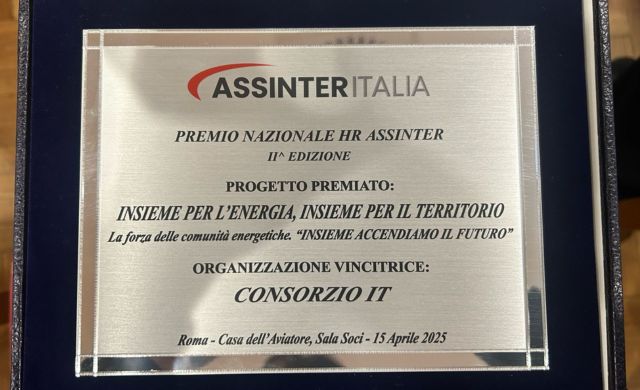 ASSINTERITALIA
PREMIO NAZIONALE HR ASSINTER
II^ EDIZIONE
PROGETTO PREMIATO:
INSIEME PER L'ENERGIA, INSIEME PER IL TERRITORIO
La forza delle comunità energetiche. "INSIEME ACCENDIAMO IL FUTURO"
ORGANIZZAZIONE VINCITRICE:
CONSORZIO IT
Roma - Casa dell'Aviatore, Sala Soci - 15 Aprile 2025